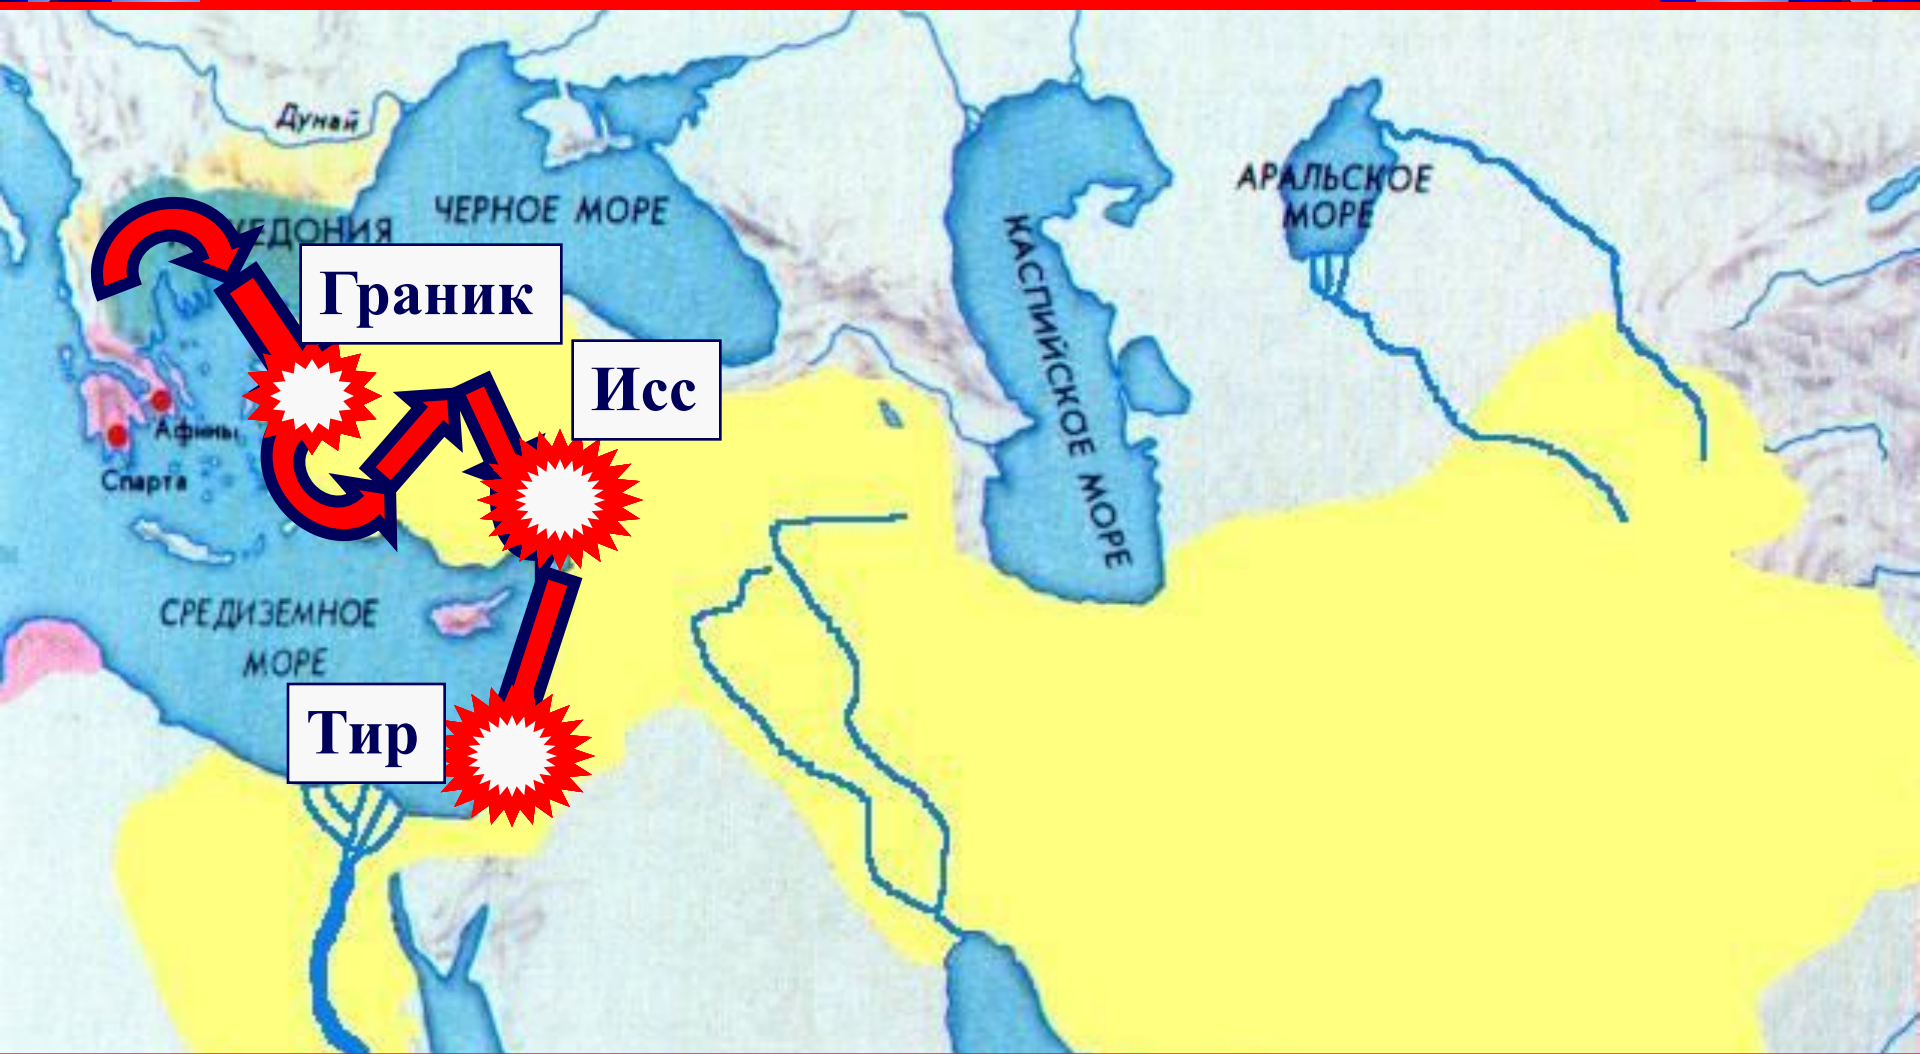 Дунай
ЕДОНИЯ
ЧЕРНОЕ МОРЕ
АРАЛЬСКОЕ
МОРЕ
КАСПИЙСКОЕ МОРЕ
Граник
Исс
Афины
Спарта
СРЕДИЗЕМНОЕ
МОРЕ
Тир